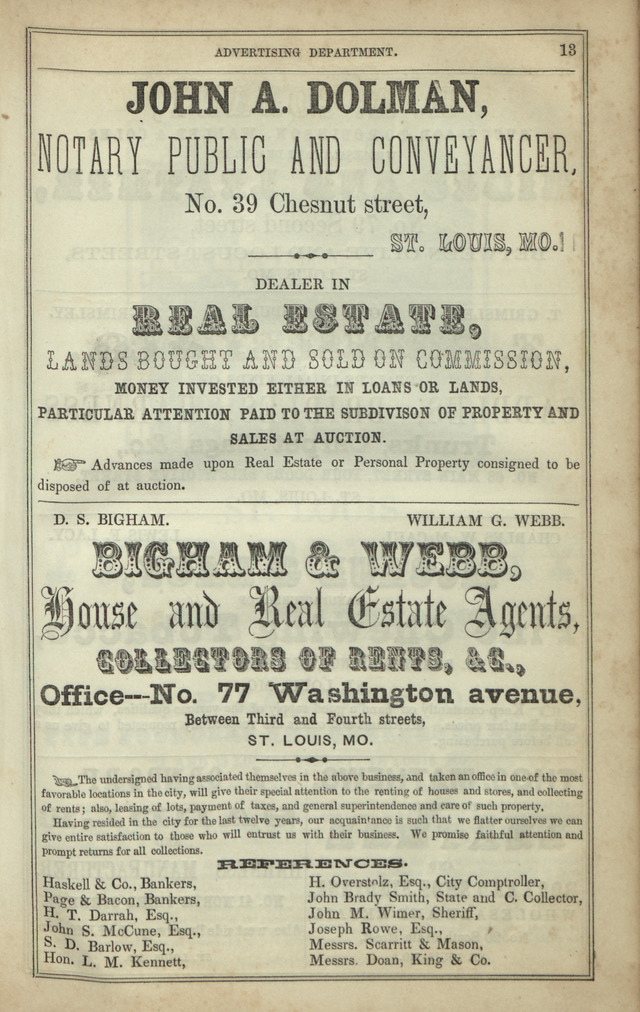 ADVERTISING DEPARTMENT. 13
JOHN A. DOLMAN,
NOTARY PUBLIC AND CONVEYANCER,
No. 39 Chesnut street,
ST. LOUIS, MO.
DEALER IN
REAL ESTATE,
LANDS BOUGHT AND SOLD ON COMMISSION,
MONEY INVESTED EITHER IN LOANS OR LANDS,
PARTICULAR ATTENTION PAID TO THE SUBDIVISON OF PROPERTY AND
SALES AT AUCTION.
☞ Advances made upon Real Estate or Personal Property consigned to be
disposed of at auction.
D. S. BIGHAM. WILLIAM G. WEBB.
BIGHAM & WEBB,
House and Real Estate Agents,
COLLECTORS OF RENTS, &C.,
Office---No. 77 Washington avenue,
Between Third and Fourth streets,
ST. LOUIS, MO.
☞ The undersigned having associated themselves in the above business, and taken an office in one of the most
favorable locations in the city, will give their special attention to the renting of houses and stores, and collecting
of rents; also, leasing of lots, payment of taxes, and general superintendence and care of such property.
Having resided in the city for the last twelve years, our acquaintance is such that we flatter ourselves we can
give entire satisfaction to those who will entrust us with their business. We promise faithful attention and
prompt returns for all collections.
REFERENCES.
Haskell & Co., Bankers, H. Overstolz, Esq., City Comptroller,
Page & Bacon, Bankers, John Brady Smith, State and C. Collector,
H. T. Darrah, Esq., John M. Wimer, Sheriff,
John S. McCune, Esq., Joseph Rowe, Esq.,
S. D. Barlow, Esq., Messrs. Scarritt & Mason,
Hon. L. M. Kennett, Messrs. Doan, King & Co.